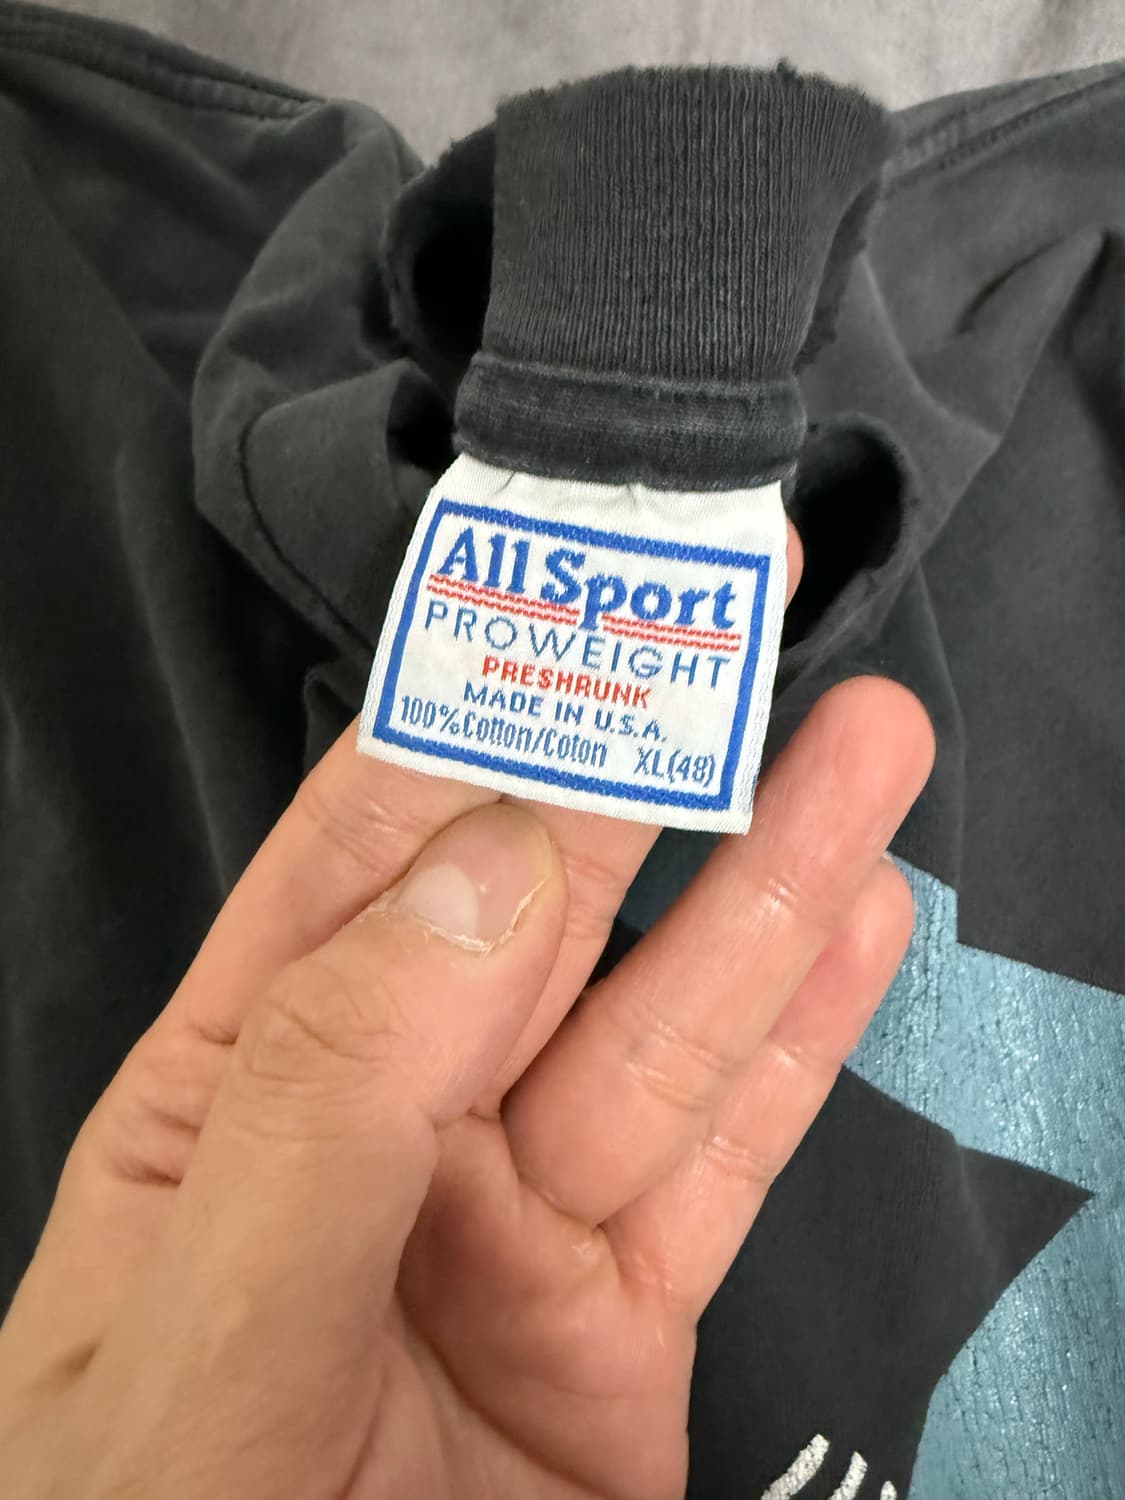 All Sport
PROWEIGHT
PRESHRUNK
MADE IN U.S.A.
100% Cotton/Coton XL(48)